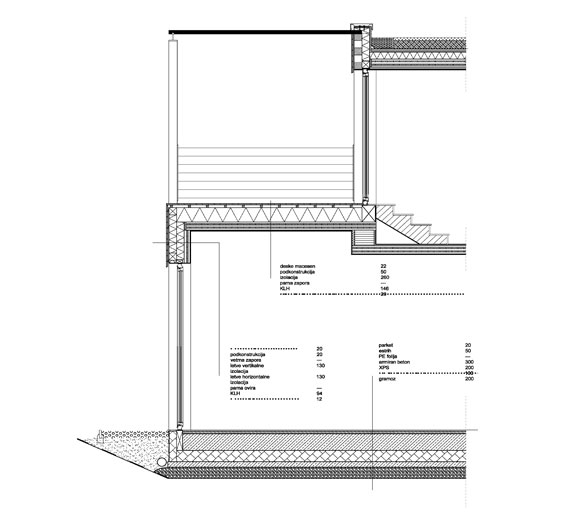 deske macesen 22
podkonstrukcija 50
izolacija 260
parna zapora ---
KLH 146
20
podkonstrukcija 20
vetrna zapora ---
letve vertikalne 130
izolacija
letve horizontalne 130
izolacija
parna ovira ---
KLH 94
12
parket 20
estrih 50
PE folija ---
armiran beton 300
XPS 200
100
gramoz 200